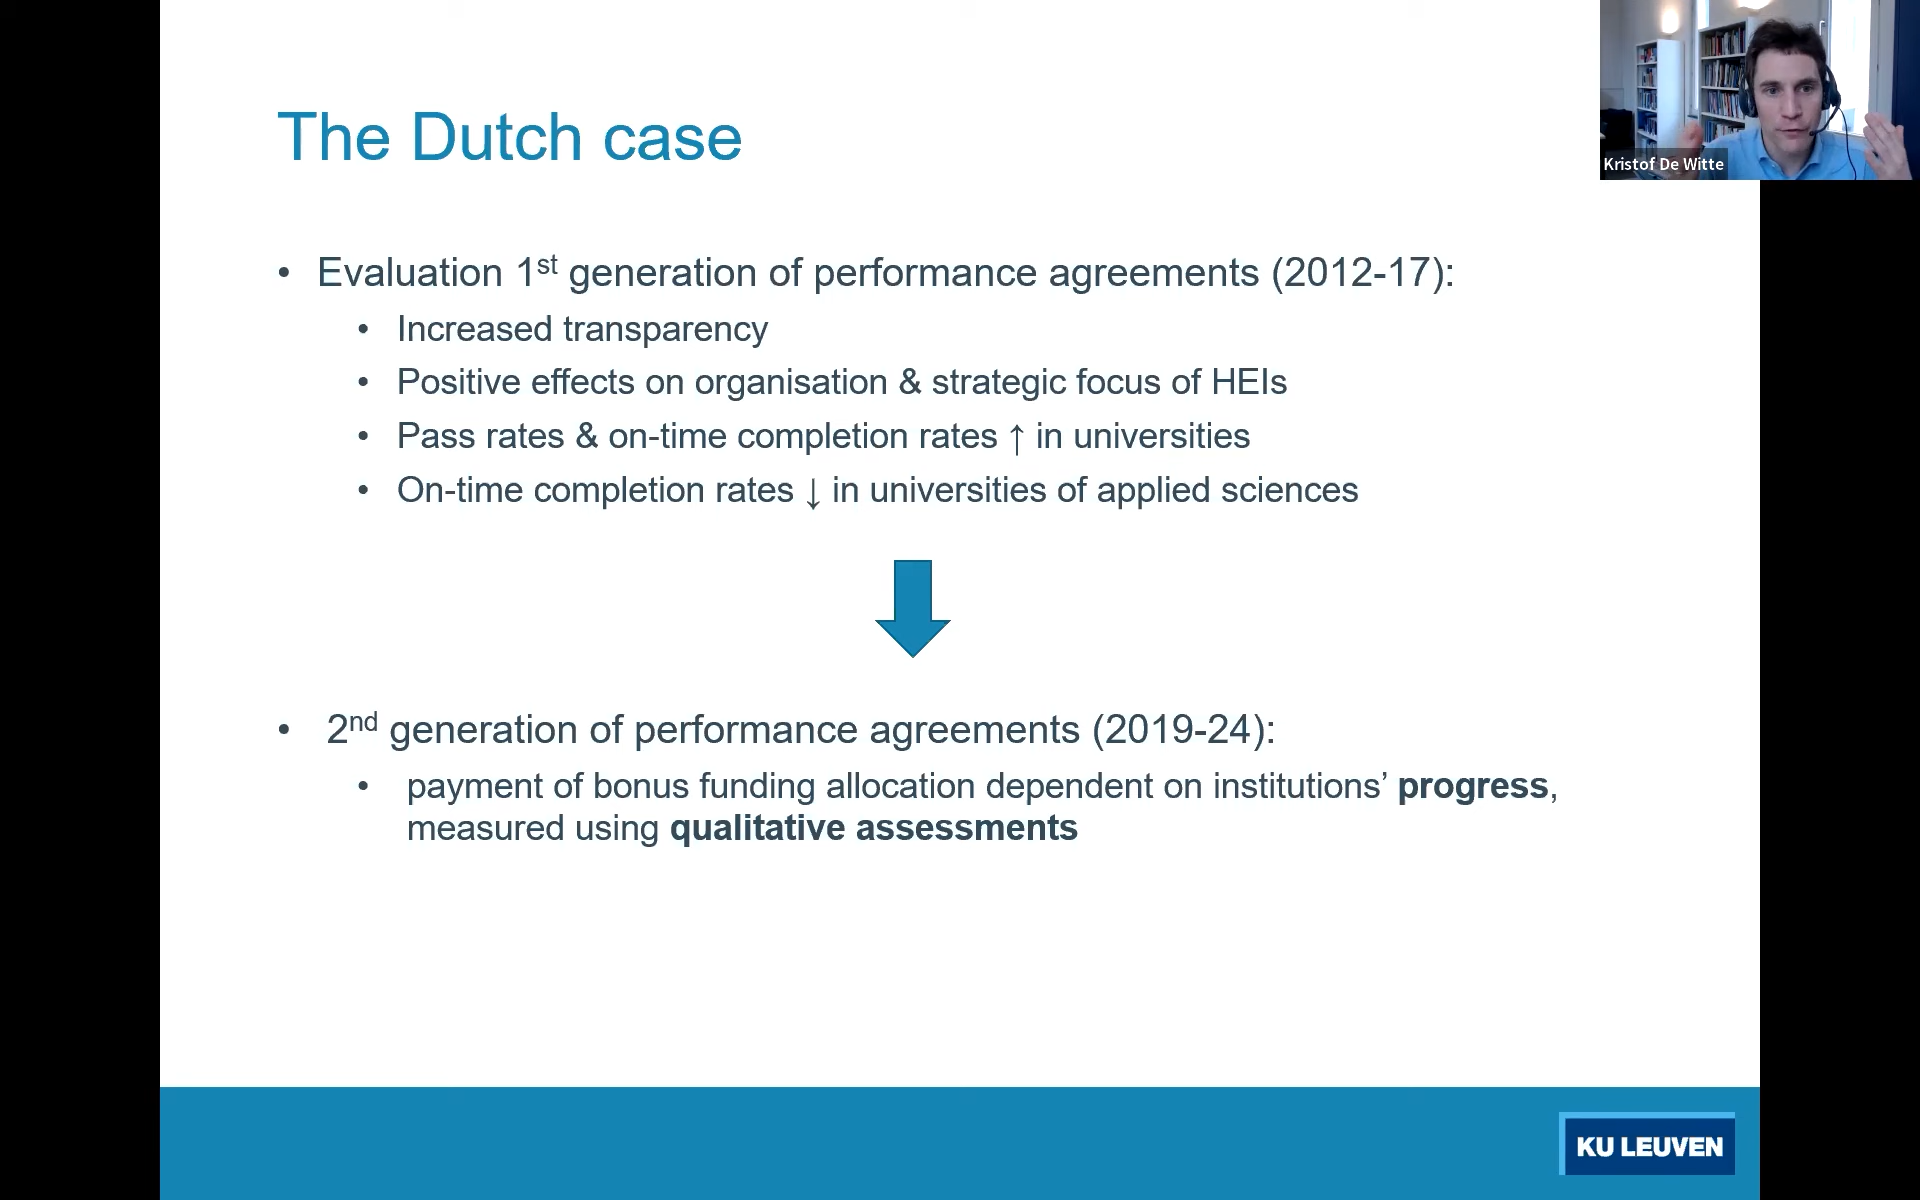 The Dutch case
Kristof De Witte
• Evaluation 1st generation of performance agreements (2012-17):
• Increased transparency
• Positive effects on organisation & strategic focus of HEIs
• Pass rates & on-time completion rates ↑ in universities
• On-time completion rates ↓ in universities of applied sciences
• 2nd generation of performance agreements (2019-24):
• payment of bonus funding allocation dependent on institutions’ progress,
measured using qualitative assessments
KU LEUVEN